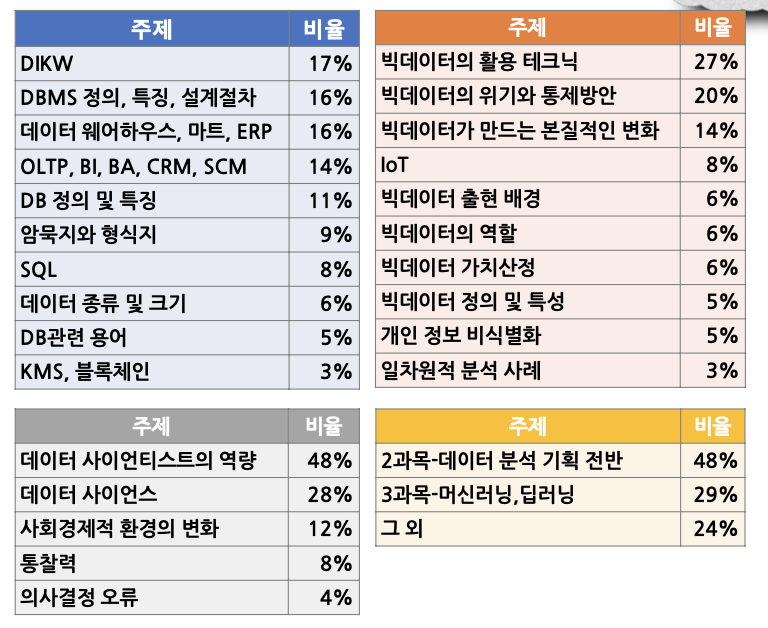 주제 비율
DIKW 17%
DBMS 정의, 특징, 설계절차 16%
데이터 웨어하우스, 마트, ERP 16%
OLTP, BI, BA, CRM, SCM 14%
DB 정의 및 특징 11%
암묵지와 형식지 9%
SQL 8%
데이터 종류 및 크기 6%
DB관련 용어 5%
KMS, 블록체인 3%
주제 비율
빅데이터의 활용 테크닉 27%
빅데이터의 위기와 통제방안 20%
빅데이터가 만드는 본질적인 변화 14%
IoT 8%
빅데이터 출현 배경 6%
빅데이터의 역할 6%
빅데이터 가치산정 6%
빅데이터 정의 및 특성 5%
개인 정보 비식별화 5%
일차원적 분석 사례 3%
주제 비율
데이터 사이언티스트의 역량 48%
데이터 사이언스 28%
사회경제적 환경의 변화 12%
통찰력 8%
의사결정 오류 4%
주제 비율
2과목-데이터 분석 기획 전반 48%
3과목-머신러닝,딥러닝 29%
그 외 24%